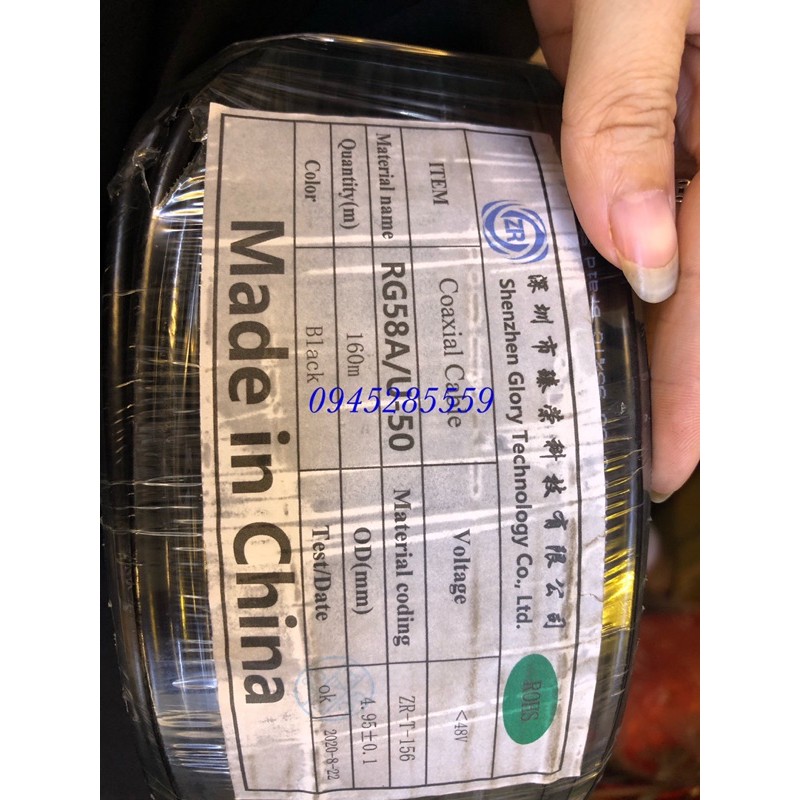 ZR
深圳市臻荣科技有限公司
Shenzhen Glory Technology Co., Ltd.
ROHS
ITEM Coaxial Cable Voltage <48V
Material name RG58A/U-50 Material coding ZR-T-156
Quantity(m) 160m OD(mm) 4.95±0.1
Color Black Test/Date ok 2020-8-22
Made in China
0945285559